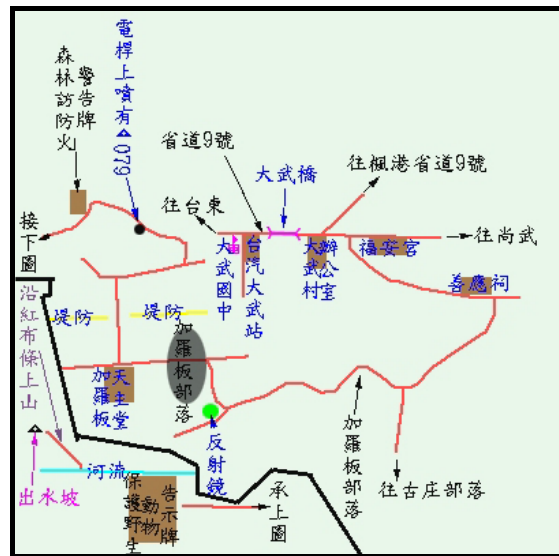 森林訪防火
警告牌
電桿上噴有△079
省道9號
往楓港省道9號
大武橋
往台東
接下圖
大武國中
台汽大武站
大武村
辦公室
福安宮
往尚武
善應祠
沿紅布條上山
堤防
堤防
加羅板部落
加羅板
天主堂
反射鏡
加羅板部落
往古庄部落
出水坡
河流
保護野生
動物
告示牌
承上圖